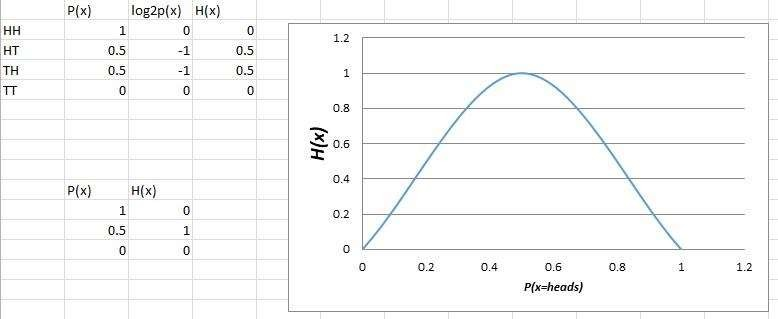 P(x) log2p(x) H(x)
HH 1 0 0
HT 0.5 -1 0.5
TH 0.5 -1 0.5
TT 0 0 0
P(x) H(x)
1 0
0.5 1
0 0
1.2
1
0.8
0.6
0.4
0.2
0
H(x)
0 0.2 0.4 0.6 0.8 1 1.2
P(x=heads)